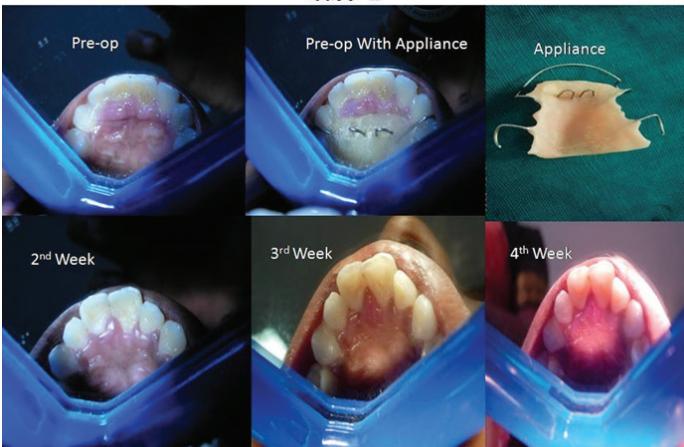 Pre-op
Pre-op With Appliance
Appliance
2nd Week
3rd Week
4th Week